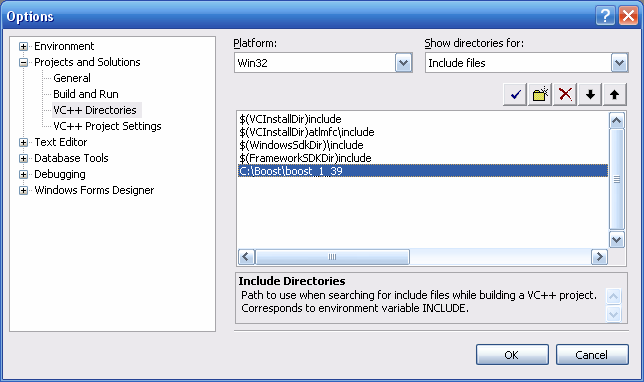 Options
Environment
Projects and Solutions
General
Build and Run
VC++ Directories
VC++ Project Settings
Text Editor
Database Tools
Debugging
Windows Forms Designer
Platform:
Show directories for:
Win32
Include files
$(VCInstallDir)include
$(VCInstallDir)atlmfc\include
$(WindowsSdkDir)\include
$(FrameworkSDKDir)include
C:\Boost\boost_1_39
Include Directories
Path to use when searching for include files while building a VC++ project.
Corresponds to environment variable INCLUDE.
OK
Cancel